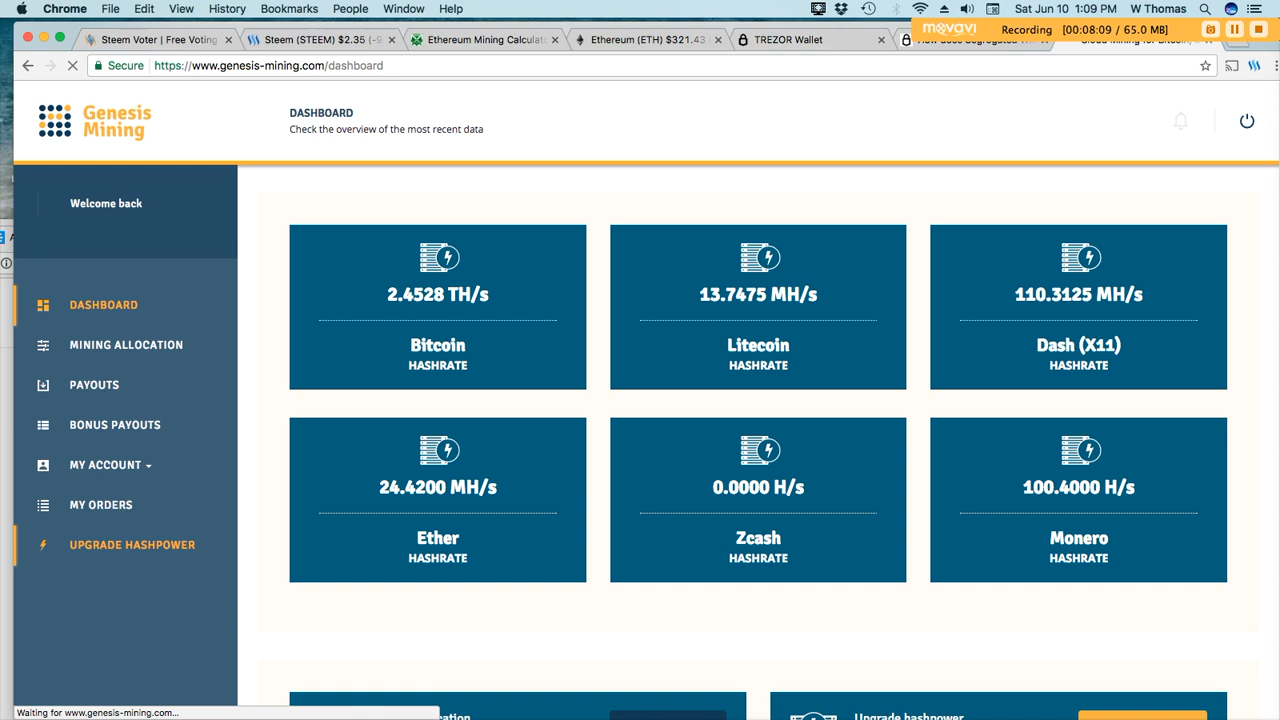 Chrome File Edit View History Bookmarks People Window Help Sat Jun 10 1:09 PM W Thomas
movavi Recording [00:08:09 / 65.0 MB]
Steem Voter | Free Voting Steem (STEEM) $2.35 (-9 Ethereum Mining Calculat Ethereum (ETH) $321.43 TREZOR Wallet
Secure https://www.genesis-mining.com/dashboard
Genesis
Mining
DASHBOARD
Check the overview of the most recent data
Welcome back
DASHBOARD
MINING ALLOCATION
PAYOUTS
BONUS PAYOUTS
MY ACCOUNT
MY ORDERS
UPGRADE HASHPOWER
2.4528 TH/s
Bitcoin
HASHRATE
13.7475 MH/s
Litecoin
HASHRATE
110.3125 MH/s
Dash (X11)
HASHRATE
24.4200 MH/s
Ether
HASHRATE
0.0000 H/s
Zcash
HASHRATE
100.4000 H/s
Monero
HASHRATE
Upgrade hashpower
Waiting for www.genesis-mining.com...